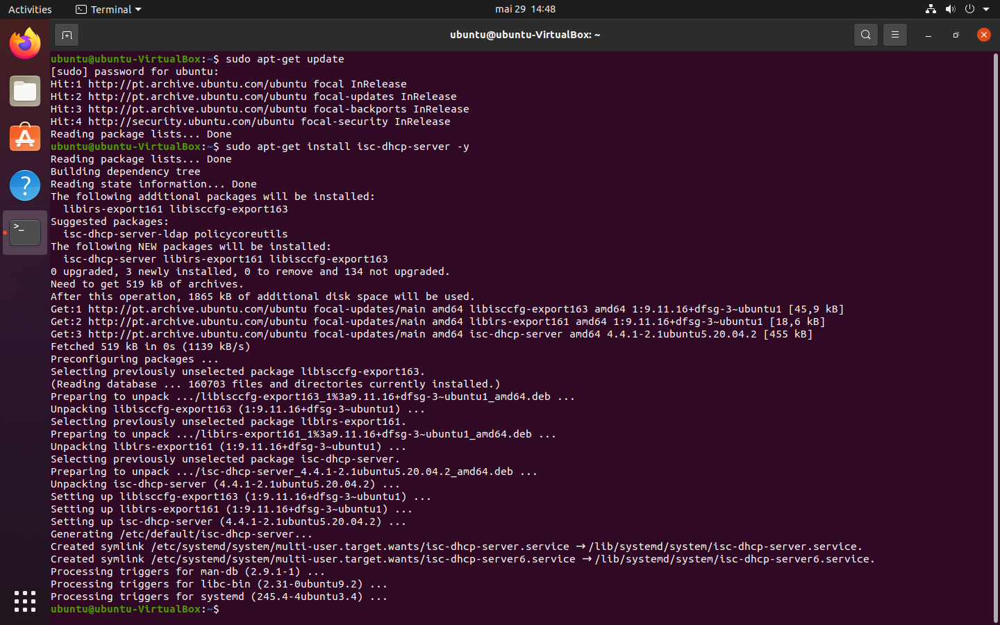 Activities
Terminal
mai 29 14:48
ubuntu@ubuntu-VirtualBox: ~
ubuntu@ubuntu-VirtualBox:~$ sudo apt-get update
[sudo] password for ubuntu:
Hit:1 http://pt.archive.ubuntu.com/ubuntu focal InRelease
Hit:2 http://pt.archive.ubuntu.com/ubuntu focal-updates InRelease
Hit:3 http://pt.archive.ubuntu.com/ubuntu focal-backports InRelease
Hit:4 http://security.ubuntu.com/ubuntu focal-security InRelease
Reading package lists... Done
ubuntu@ubuntu-VirtualBox:~$ sudo apt-get install isc-dhcp-server -y
Reading package lists... Done
Building dependency tree
Reading state information... Done
The following additional packages will be installed:
  libirs-export161 libisccfg-export163
Suggested packages:
  isc-dhcp-server-ldap policycoreutils
The following NEW packages will be installed:
  isc-dhcp-server libirs-export161 libisccfg-export163
0 upgraded, 3 newly installed, 0 to remove and 134 not upgraded.
Need to get 519 kB of archives.
After this operation, 1865 kB of additional disk space will be used.
Get:1 http://pt.archive.ubuntu.com/ubuntu focal-updates/main amd64 libisccfg-export163 amd64 1:9.11.16+dfsg-3~ubuntu1 [45,9 kB]
Get:2 http://pt.archive.ubuntu.com/ubuntu focal-updates/main amd64 libirs-export161 amd64 1:9.11.16+dfsg-3~ubuntu1 [18,6 kB]
Get:3 http://pt.archive.ubuntu.com/ubuntu focal-updates/main amd64 isc-dhcp-server amd64 4.4.1-2.1ubuntu5.20.04.2 [455 kB]
Fetched 519 kB in 0s (1139 kB/s)
Preconfiguring packages ...
Selecting previously unselected package libisccfg-export163.
(Reading database ... 160703 files and directories currently installed.)
Preparing to unpack .../libisccfg-export163_1%3a9.11.16+dfsg-3~ubuntu1_amd64.deb ...
Unpacking libisccfg-export163 (1:9.11.16+dfsg-3~ubuntu1) ...
Selecting previously unselected package libirs-export161.
Preparing to unpack .../libirs-export161_1%3a9.11.16+dfsg-3~ubuntu1_amd64.deb ...
Unpacking libirs-export161 (1:9.11.16+dfsg-3~ubuntu1) ...
Selecting previously unselected package isc-dhcp-server.
Preparing to unpack .../isc-dhcp-server_4.4.1-2.1ubuntu5.20.04.2_amd64.deb ...
Unpacking isc-dhcp-server (4.4.1-2.1ubuntu5.20.04.2) ...
Setting up libisccfg-export163 (1:9.11.16+dfsg-3~ubuntu1) ...
Setting up libirs-export161 (1:9.11.16+dfsg-3~ubuntu1) ...
Setting up isc-dhcp-server (4.4.1-2.1ubuntu5.20.04.2) ...
Generating /etc/default/isc-dhcp-server...
Created symlink /etc/systemd/system/multi-user.target.wants/isc-dhcp-server.service → /lib/systemd/system/isc-dhcp-server.service.
Created symlink /etc/systemd/system/multi-user.target.wants/isc-dhcp-server6.service → /lib/systemd/system/isc-dhcp-server6.service.
Processing triggers for man-db (2.9.1-1) ...
Processing triggers for libc-bin (2.31-0ubuntu9.2) ...
Processing triggers for systemd (245.4-4ubuntu3.4) ...
ubuntu@ubuntu-VirtualBox:~$